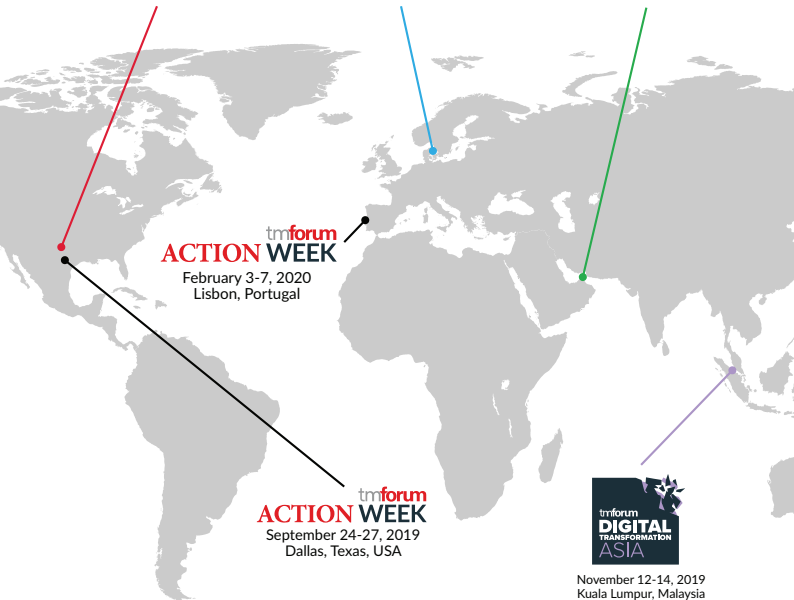 tmforum
ACTION WEEK
February 3-7, 2020
Lisbon, Portugal
tmforum
ACTION WEEK
September 24-27, 2019
Dallas, Texas, USA
tmforum
DIGITAL
TRANSFORMATION
ASIA
November 12-14, 2019
Kuala Lumpur, Malaysia